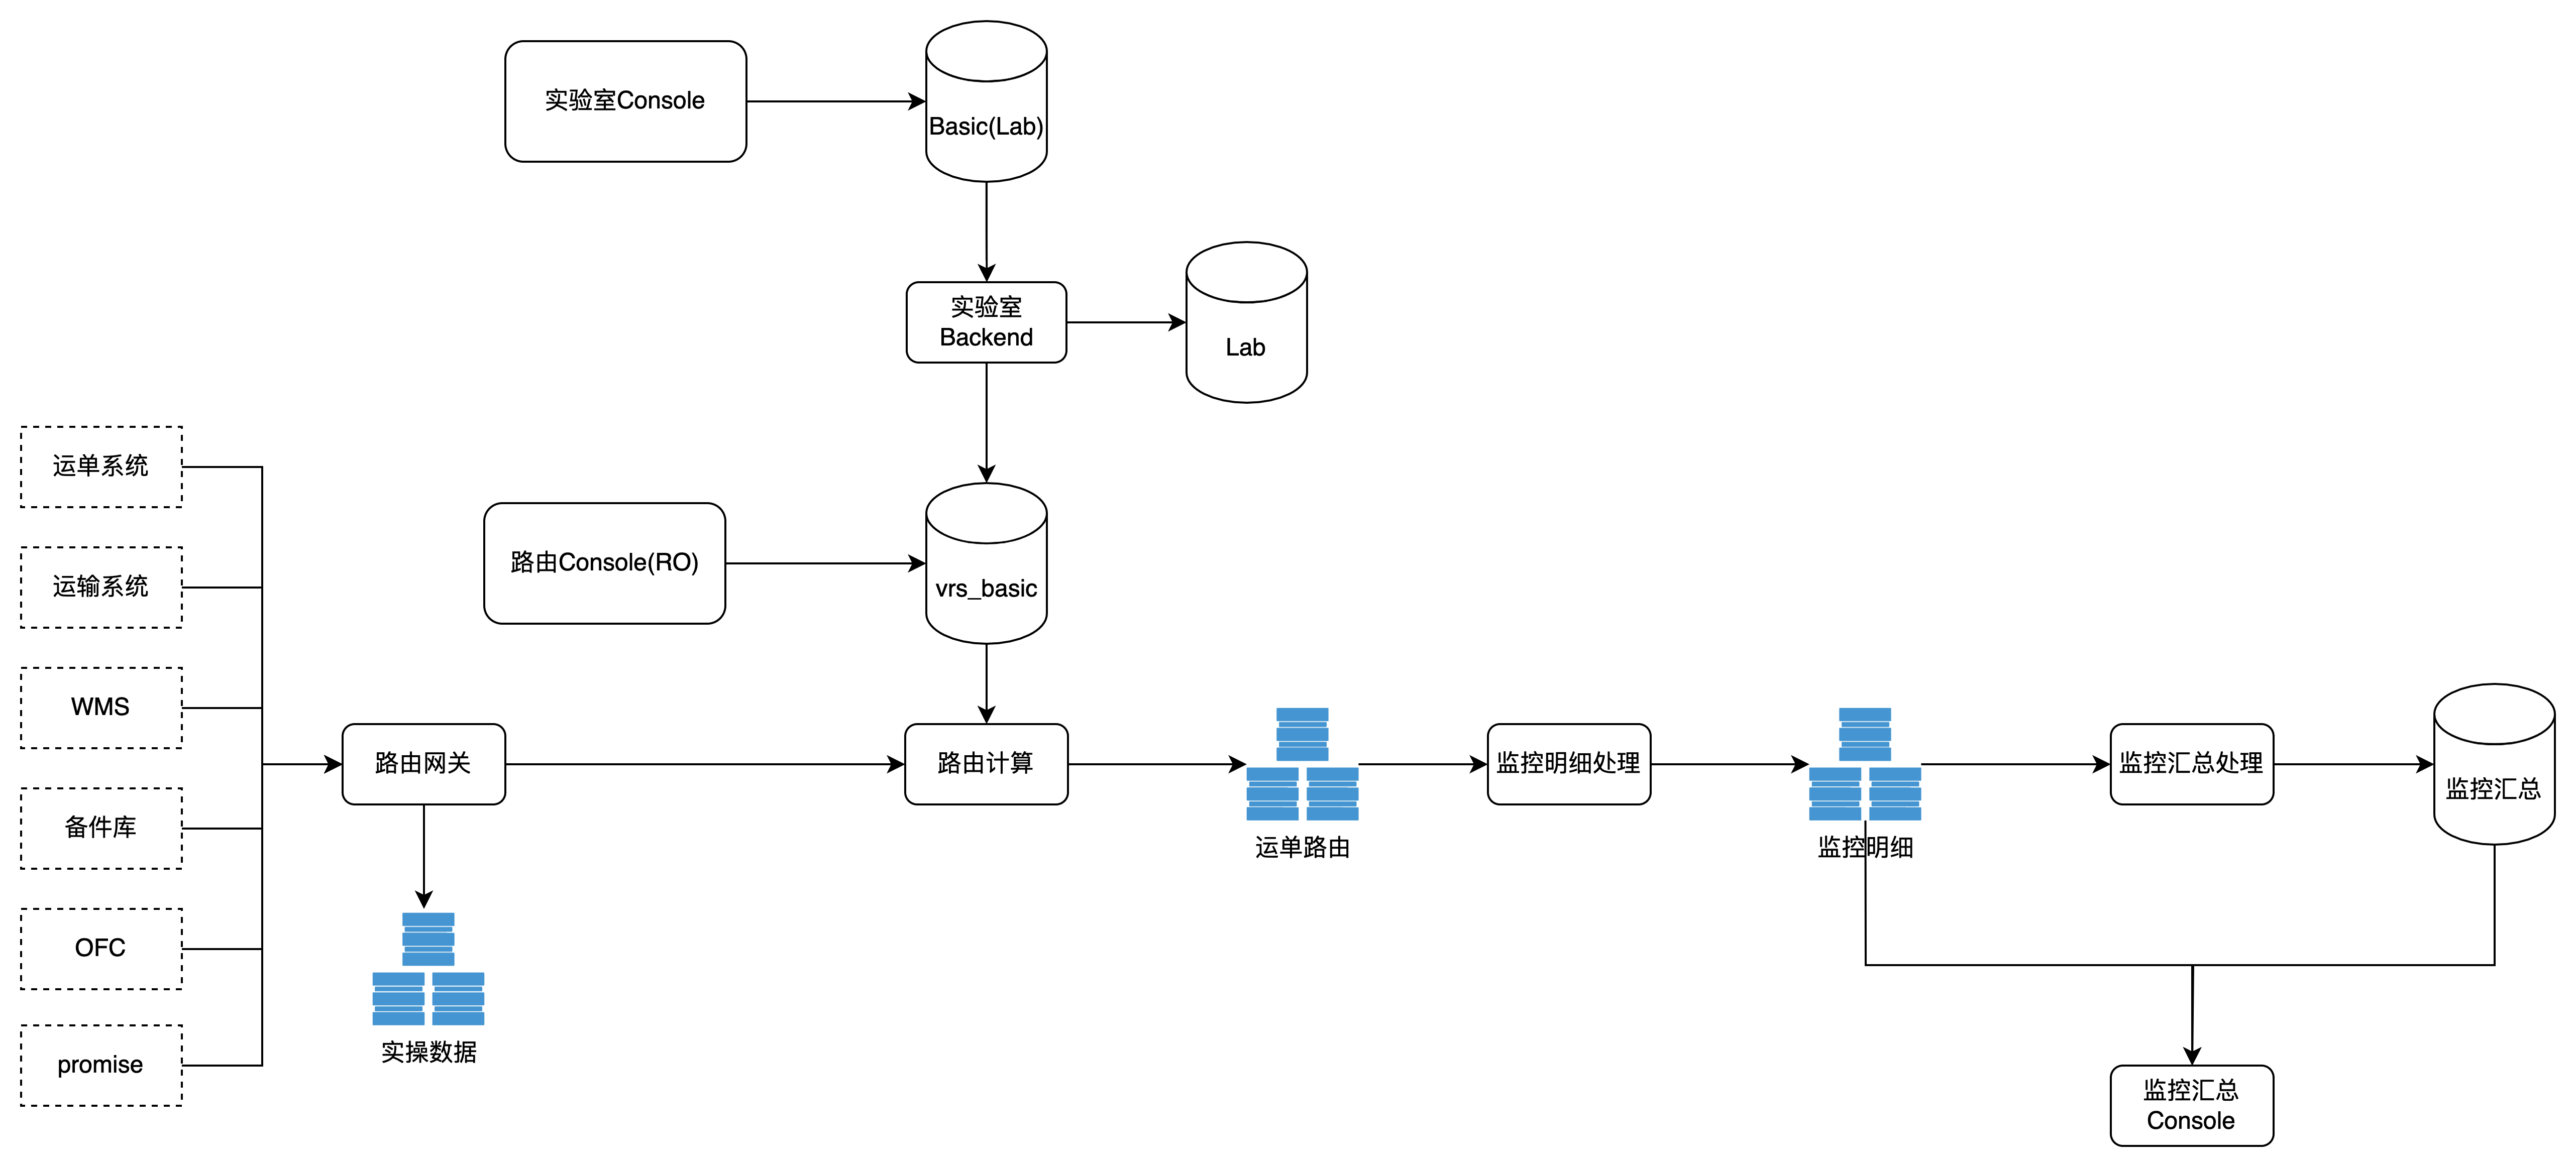 实验室Console
Basic(Lab)
实验室
Backend
Lab
运单系统
运输系统
WMS
备件库
OFC
promise
路由Console(RO)
vrs_basic
路由网关
路由计算
运单路由
监控明细处理
监控明细
监控汇总处理
监控汇总
实操数据
监控汇总
Console